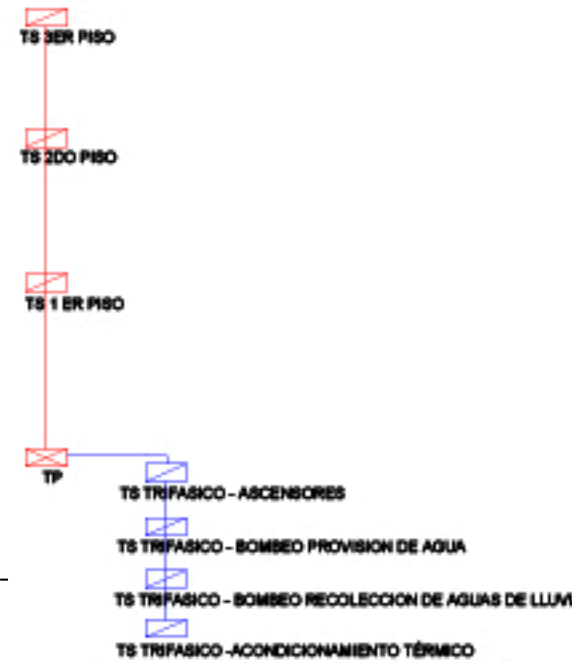 TS 3ER PISO
TS 2DO PISO
TS 1 ER PISO
TP
TS TRIFASICO - ASCENSORES
TS TRIFASICO - BOMBEO PROVISION DE AGUA
TS TRIFASICO - BOMBEO RECOLECCION DE AGUAS DE LLUVI
TS TRIFASICO -ACONDICIONAMIENTO TÉRMICO